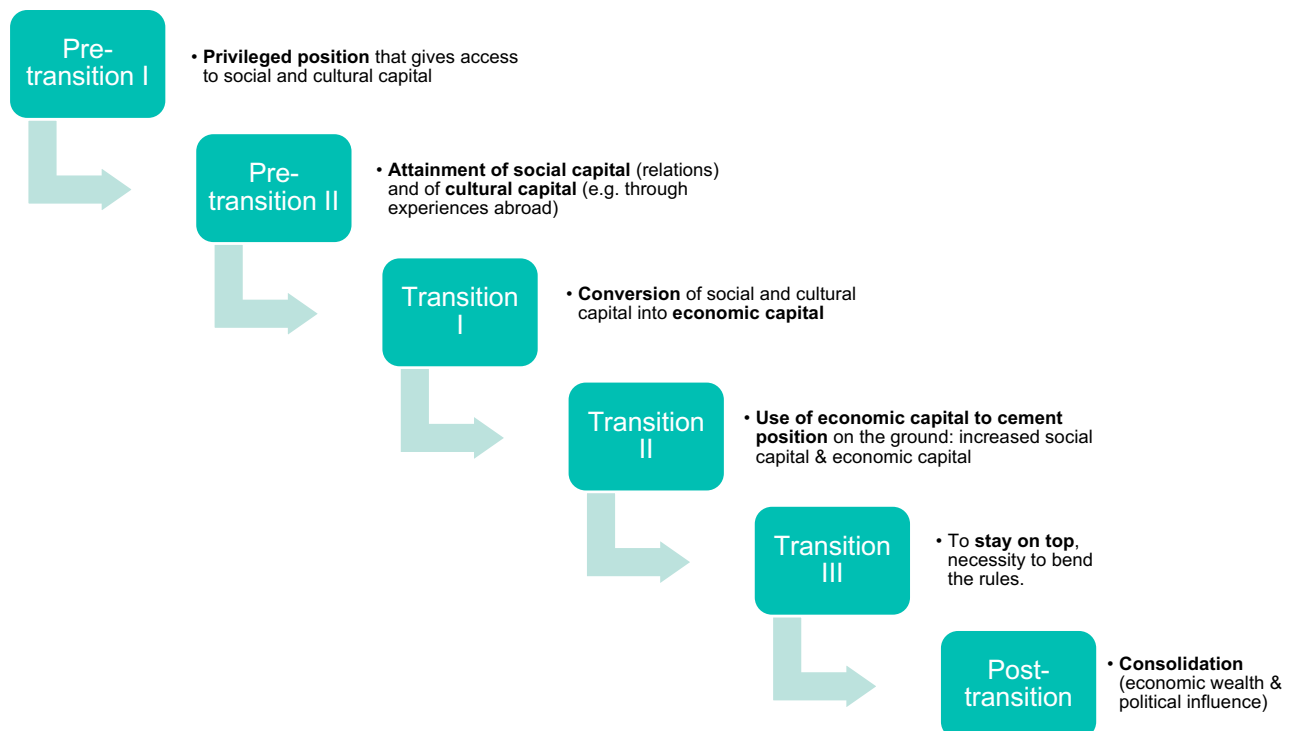 Pre-
transition I
• Privileged position that gives access
to social and cultural capital
Pre-
transition II
• Attainment of social capital (relations)
and of cultural capital (e.g. through
experiences abroad)
Transition
I
• Conversion of social and cultural
capital into economic capital
Transition
II
• Use of economic capital to cement
position on the ground: increased social
capital & economic capital
Transition
III
• To stay on top,
necessity to bend
the rules.
Post-
transition
• Consolidation
(economic wealth &
political influence)